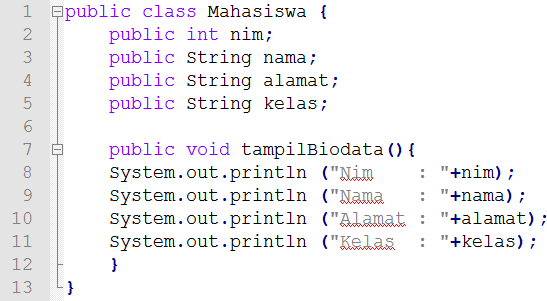 1 public class Mahasiswa {
2     public int nim;
3     public String nama;
4     public String alamat;
5     public String kelas;
6
7     public void tampilBiodata(){
8     System.out.println ("Nim    : "+nim);
9     System.out.println ("Nama   : "+nama);
10     System.out.println ("Alamat : "+alamat);
11     System.out.println ("Kelas  : "+kelas);
12     }
13 }